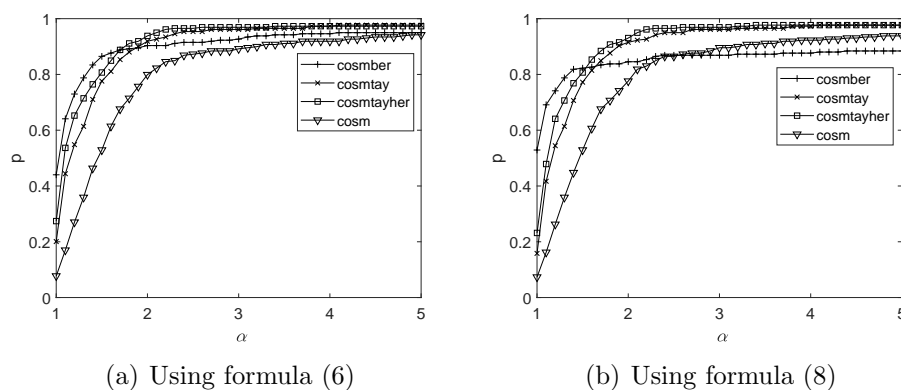 1
0.8
0.6
0.4
0.2
0
p
1
2
3
4
5
α
cosmber
cosmtay
cosmtayher
cosm
(a) Using formula (6)
1
0.8
0.6
0.4
0.2
0
p
1
2
3
4
5
α
cosmber
cosmtay
cosmtayher
cosm
(b) Using formula (8)